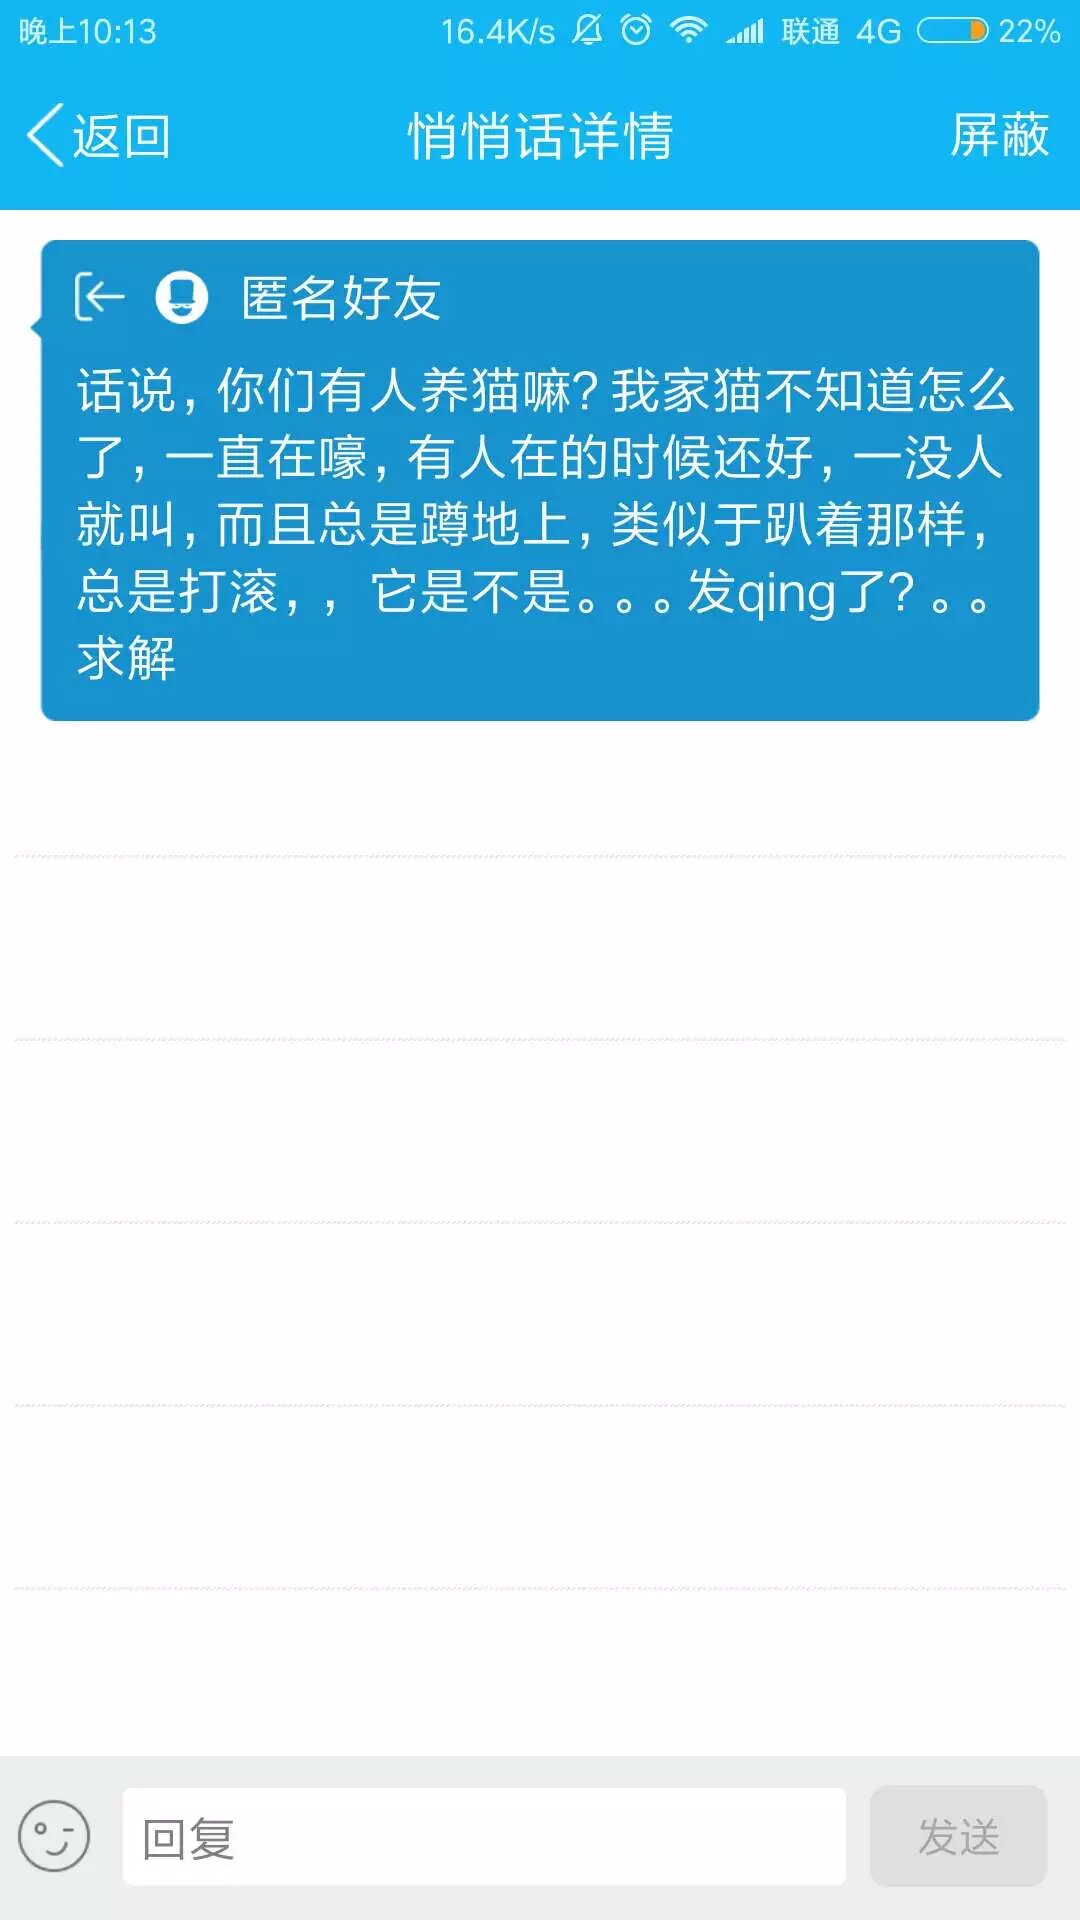 晚上10:13 16.4K/s 联通 4G 22%
返回 悄悄话详情 屏蔽
匿名好友
话说，你们有人养猫嘛？我家猫不知道怎么
了，一直在嚎，有人在的时候还好，一没人
就叫，而且总是蹲地上，类似于趴着那样，
总是打滚，，它是不是。。。发qing了？。。
求解
回复 发送